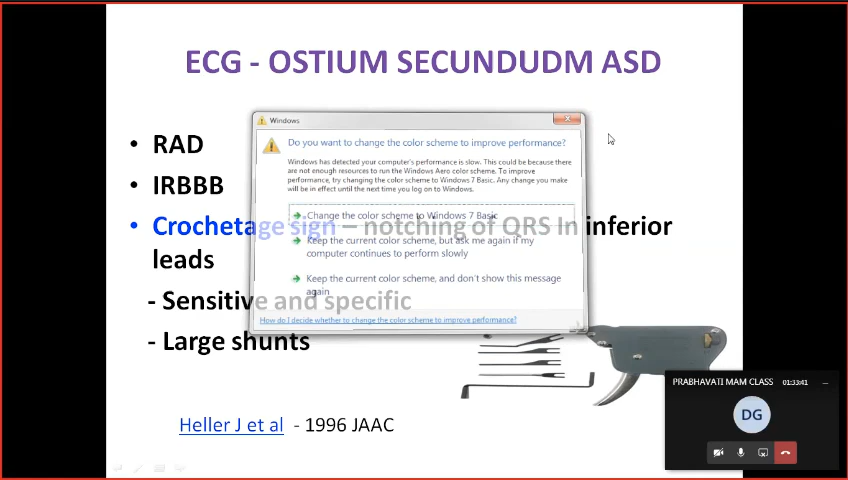 ECG - OSTIUM SECUNDUDM ASD
• RAD
• IRBBB
• Crochetage sign – notching of QRS In inferior
leads
- Sensitive and specific
- Large shunts
Heller J et al - 1996 JAAC
Windows
Do you want to change the color scheme to improve performance?
Windows has detected your computer's performance is slow. This could be because there
are not enough resources to run the Windows Aero color scheme. To improve
performance, try changing the color scheme to Windows 7 Basic. Any change you make
will be in effect until the next time you log on to Windows.
Change the color scheme to Windows 7 Basic
Keep the current color scheme, but ask me again if my
computer continues to perform slowly
Keep the current color scheme, and don't show this message
again
How do I decide whether to change the color scheme to improve performance?
PRABHAVATI MAM CLASS 01:33:41
DG